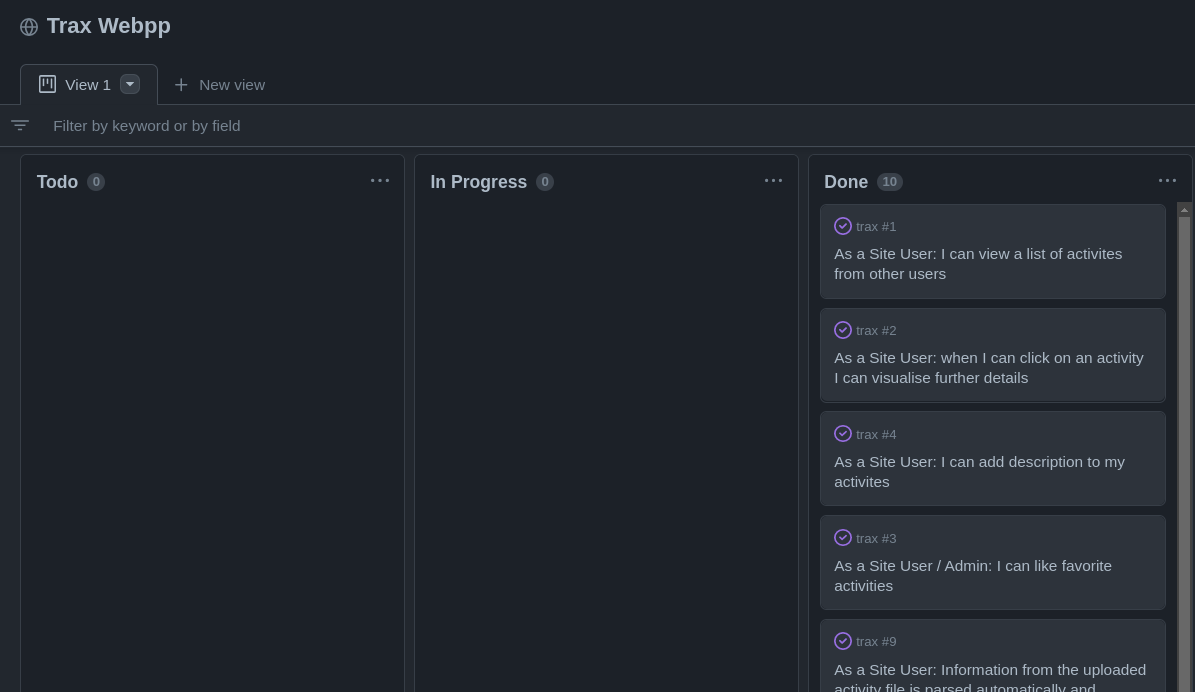 Trax Webpp
View 1
New view
Filter by keyword or by field
Todo 0
In Progress 0
Done 10
trax #1
As a Site User: I can view a list of activites
from other users
trax #2
As a Site User: when I can click on an activity
I can visualise further details
trax #4
As a Site User: I can add description to my
activites
trax #3
As a Site User / Admin: I can like favorite
activities
trax #9
As a Site User: Information from the uploaded
activity file is parsed automatically and